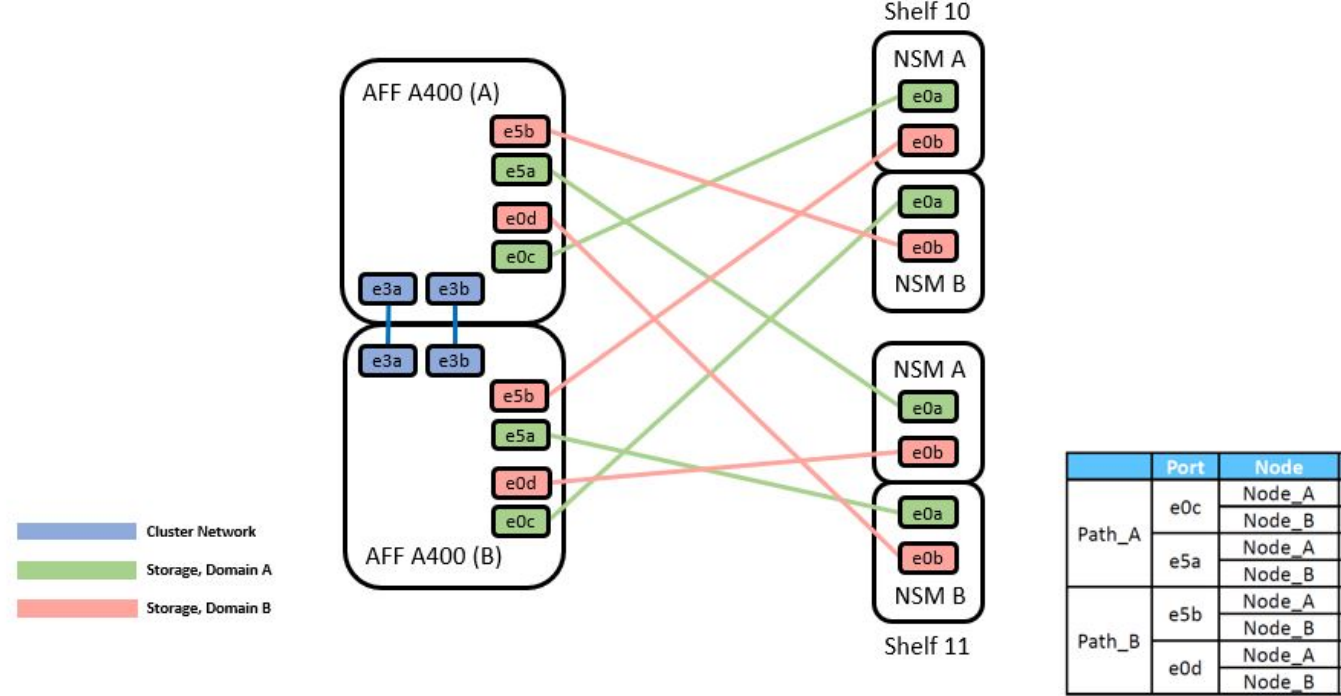 Shelf 10
AFF A400 (A)
e5b
e5a
e0d
e0c
e3a e3b
e3a e3b
e5b
e5a
e0d
e0c
AFF A400 (B)
NSM A
e0a
e0b
e0a
e0b
NSM B
NSM A
e0a
e0b
e0a
e0b
NSM B
Shelf 11
Cluster Network
Storage, Domain A
Storage, Domain B
Port Node
Path_A e0c Node_A
Node_B
e5a Node_A
Node_B
Path_B e5b Node_A
Node_B
e0d Node_A
Node_B